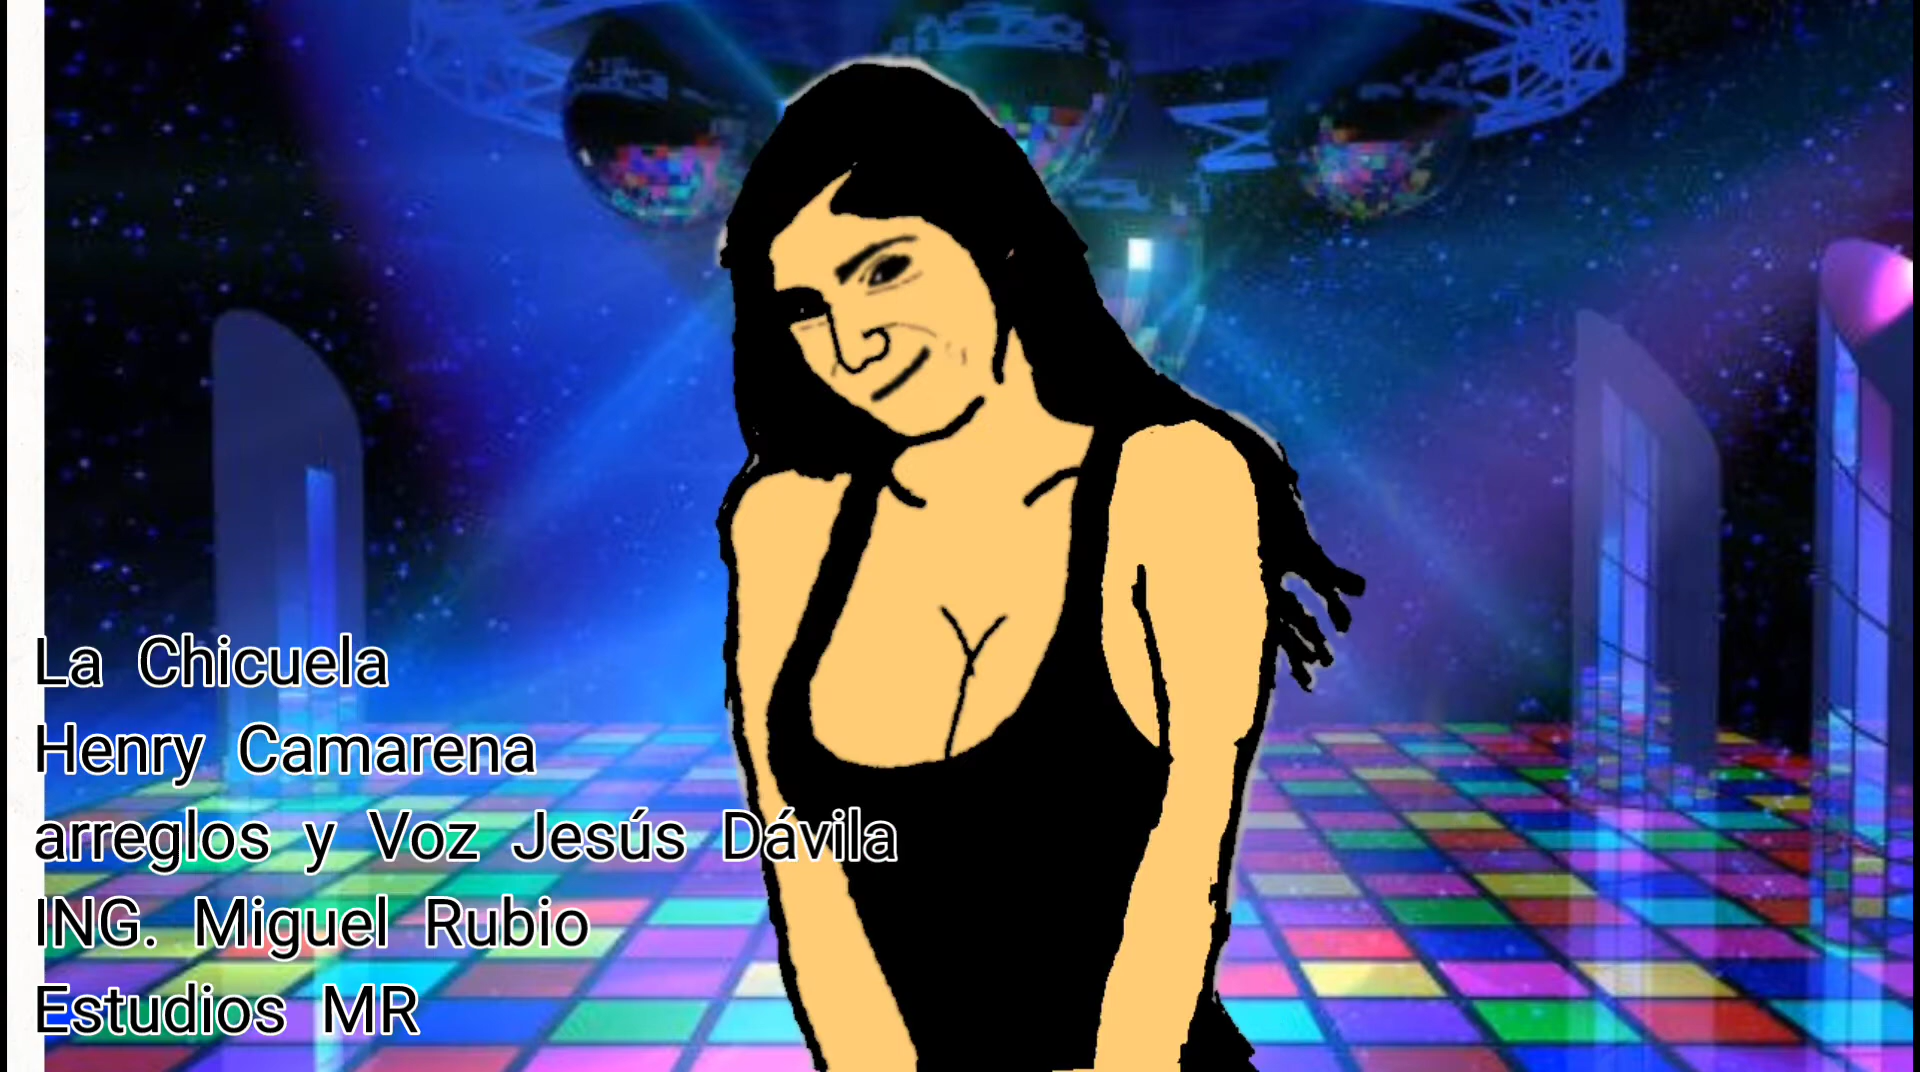 La Chicuela
Henry Camarena
arreglos y Voz Jesús Dávila
ING. Miguel Rubio
Estudios MR